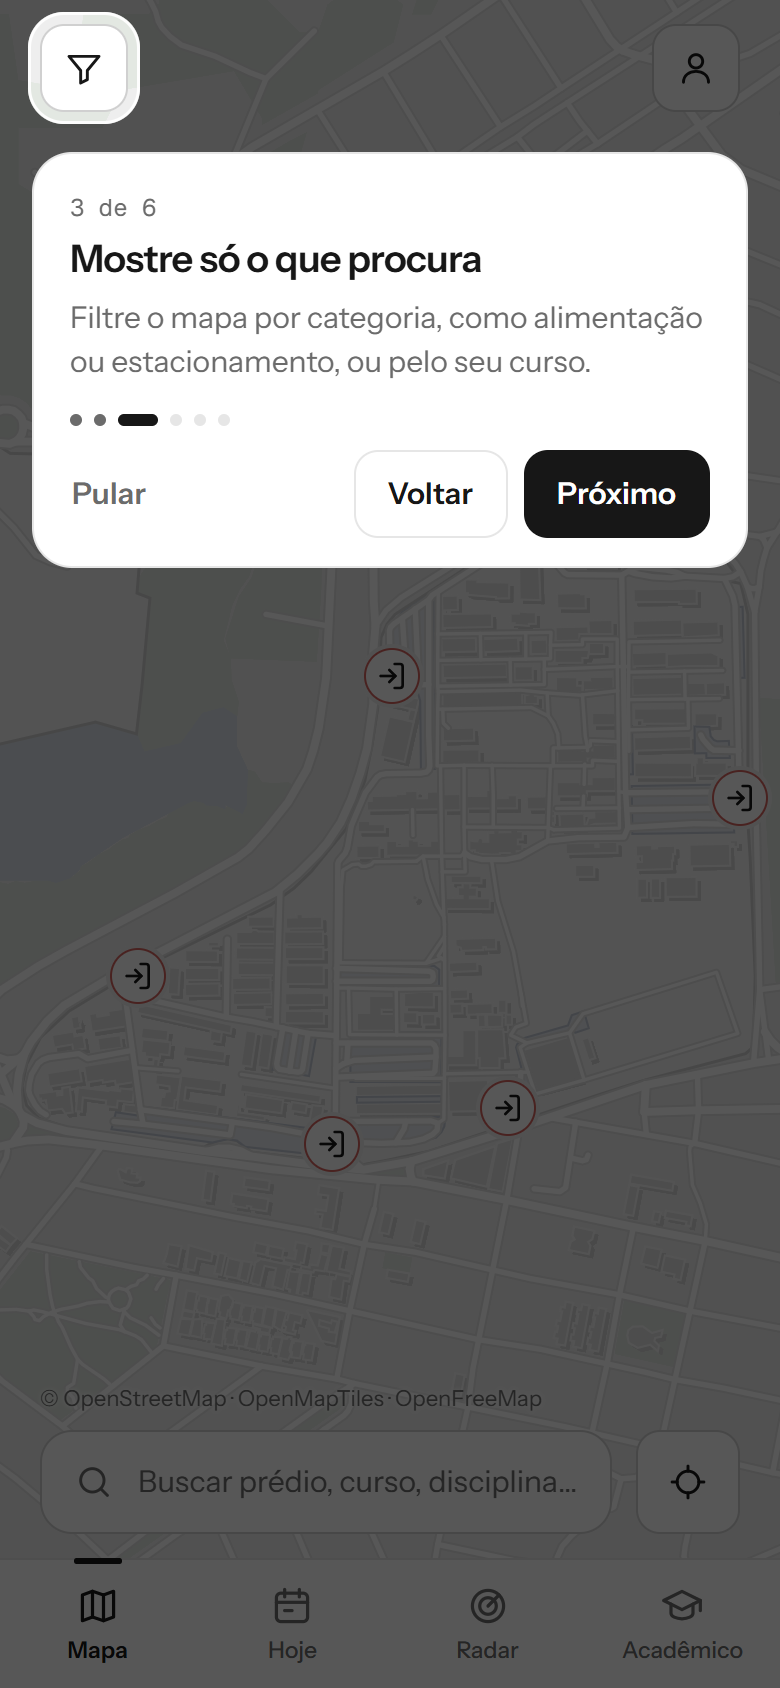 3 de 6
Mostre só o que procura
Filtre o mapa por categoria, como alimentação
ou estacionamento, ou pelo seu curso.
Pular
Voltar
Próximo
© OpenStreetMap · OpenMapTiles · OpenFreeMap
Buscar prédio, curso, disciplina...
Mapa
Hoje
Radar
Acadêmico